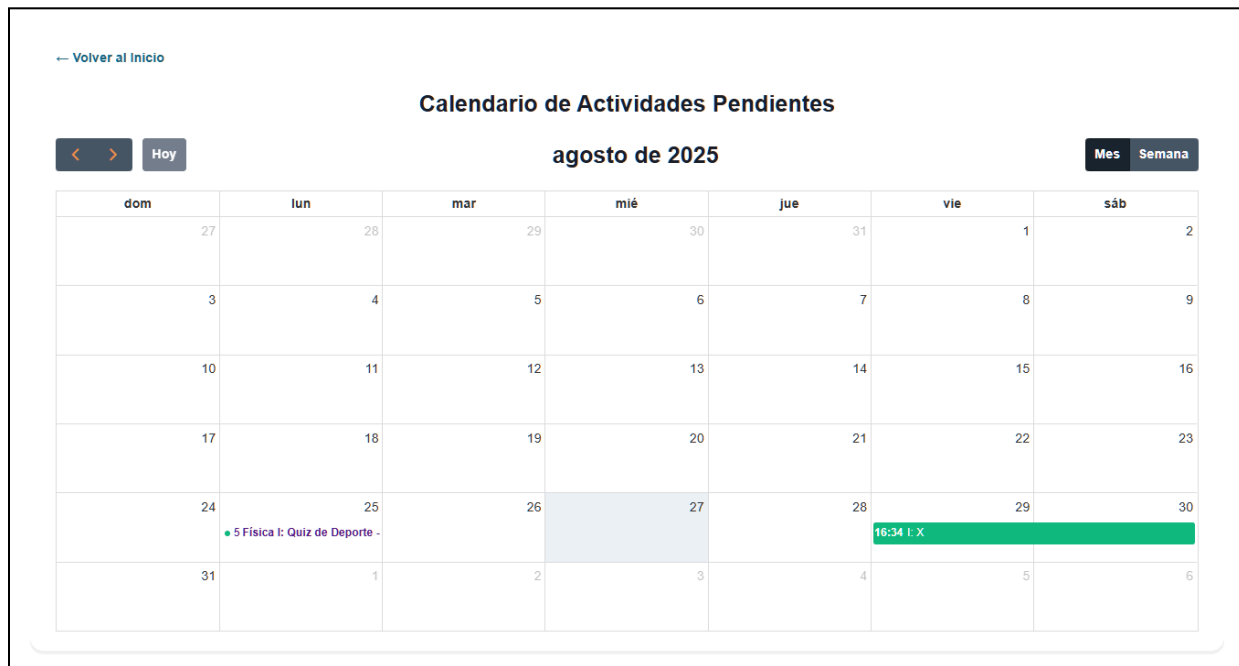 ← Volver al Inicio
Calendario de Actividades Pendientes
Hoy
agosto de 2025
Mes Semana
dom lun mar mié jue vie sáb
27 28 29 30 31 1 2
3 4 5 6 7 8 9
10 11 12 13 14 15 16
17 18 19 20 21 22 23
24 25 26 27 28 29 30
5 Física I: Quiz de Deporte - 16:34 I: X
31 1 2 3 4 5 6